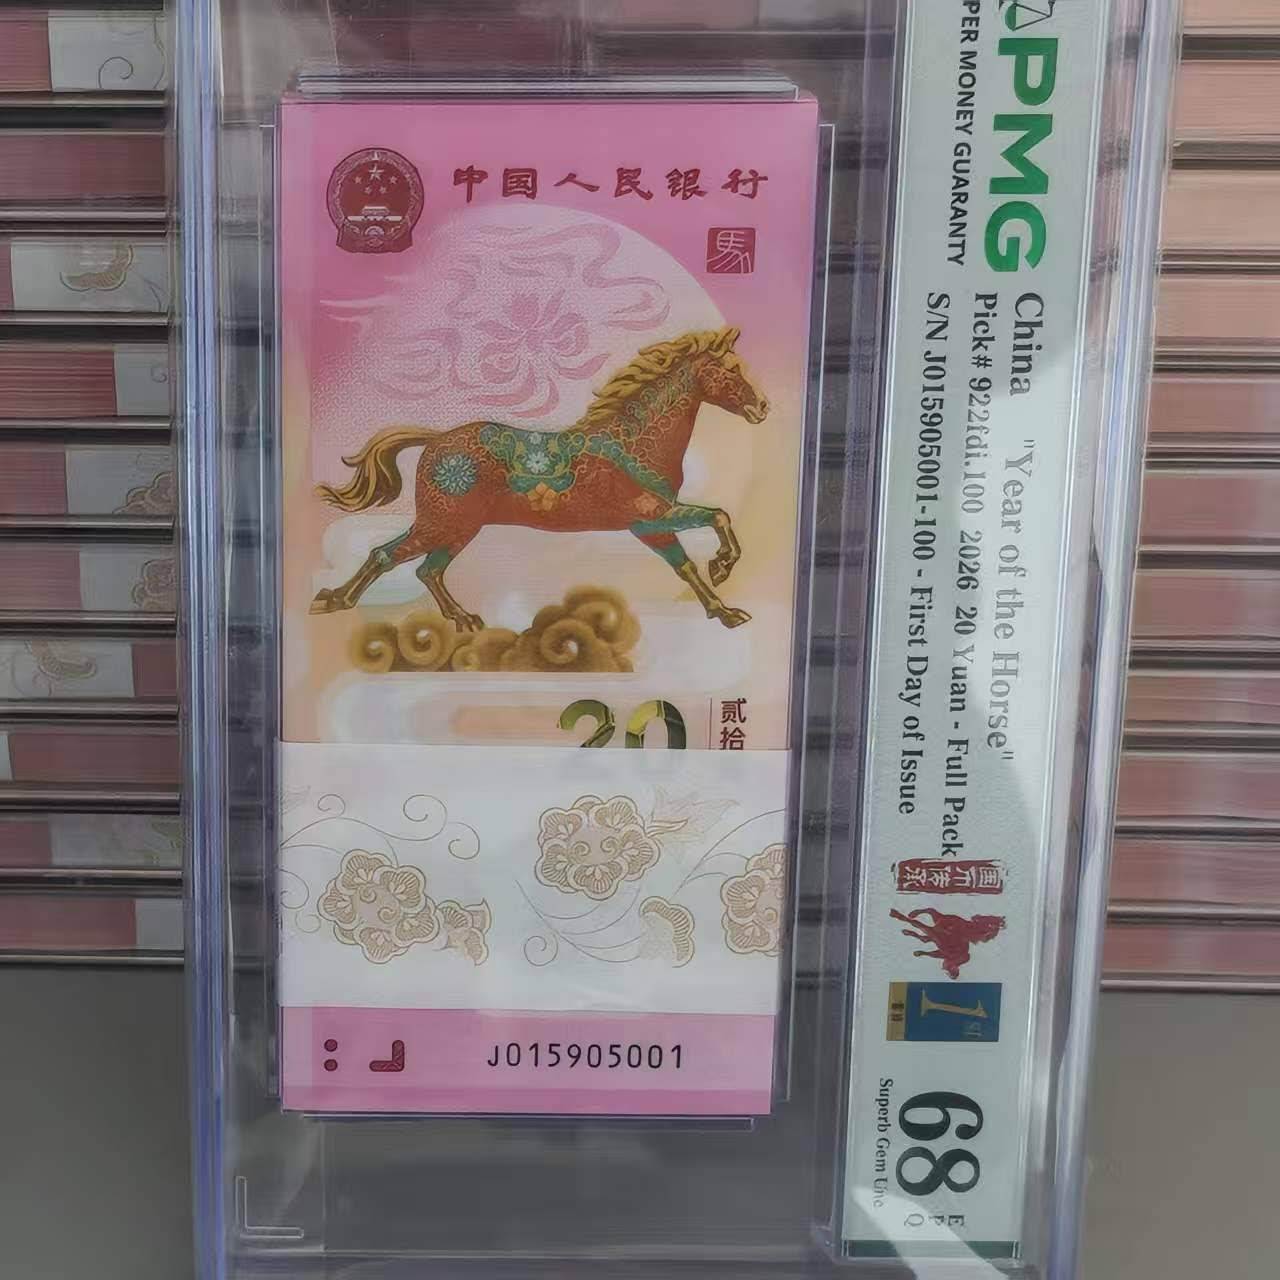 中国人民银行
馬
20
贰拾
J015905001
PMG
PER MONEY GUARANTY
China "Year of the Horse"
Pick# 922fdi.100 2026 20 Yuan - Full Pack
S/N J015905001-100 - First Day of Issue
1st
68
EPQ
Superb Gem Unc